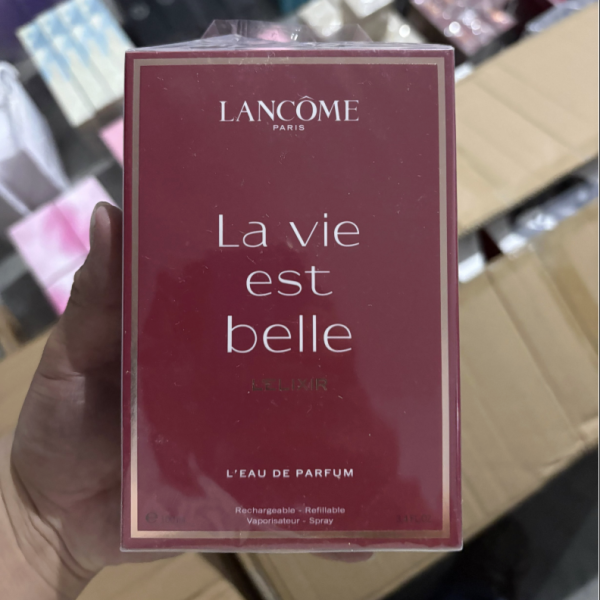 LANCÔME
PARIS
La vie
est
belle
L'ELIXIR
L'EAU DE PARFUM
Rechargeable - Refillable
Vaporisateur - Spray